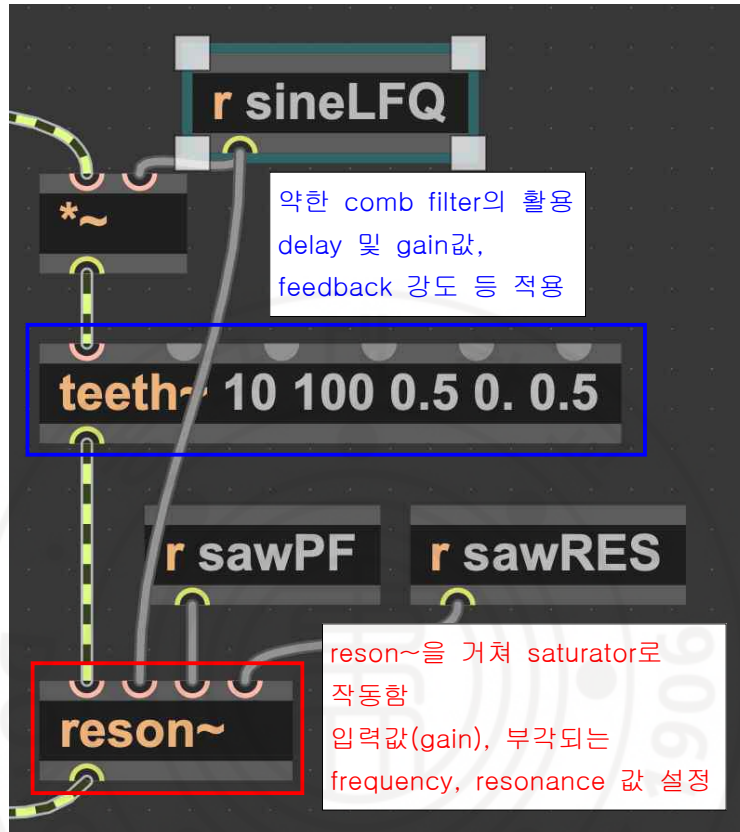 r sineLFQ
*~
약한 comb filter의 활용
delay 및 gain값,
feedback 강도 등 적용
teeth~ 10 100 0.5 0. 0.5
r sawPF
r sawRES
reson~을 거쳐 saturator로
작동함
입력값(gain), 부각되는
frequency, resonance 값 설정
reson~
1906